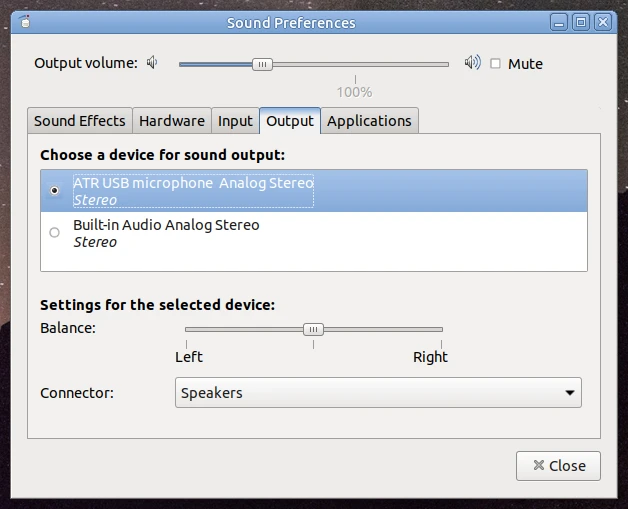 Sound Preferences
Output volume:
Mute
100%
Sound Effects Hardware Input Output Applications
Choose a device for sound output:
ATR USB microphone Analog Stereo
Stereo
Built-in Audio Analog Stereo
Stereo
Settings for the selected device:
Balance:
Left Right
Connector: Speakers
Close